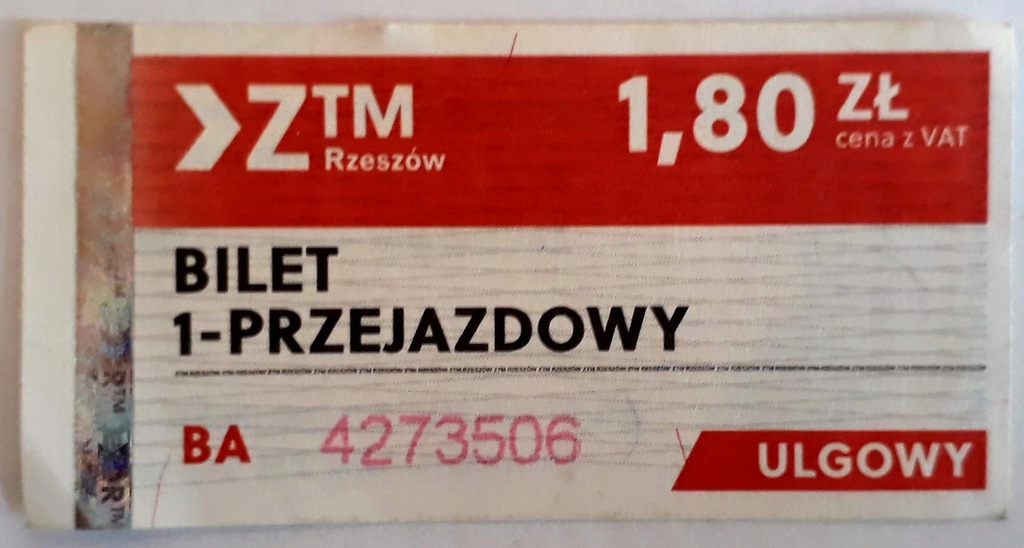 ZTM
Rzeszów
1,80 ZŁ
cena z VAT
BILET
1-PRZEJAZDOWY
BA 4273506
ULGOWY